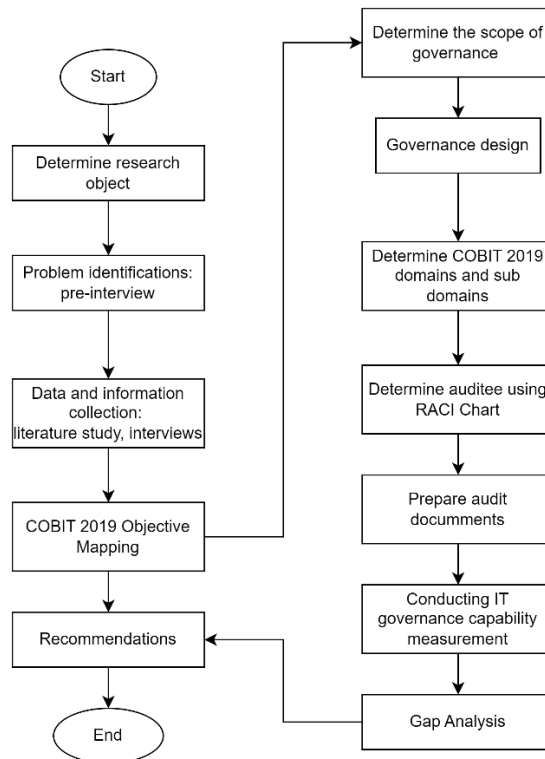 Start
Determine research
object
Problem identifications:
pre-interview
Data and information
collection:
literature study, interviews
COBIT 2019 Objective
Mapping
Recommendations
End
Determine the scope of
governance
Governance design
Determine COBIT 2019
domains and sub
domains
Determine auditee using
RACI Chart
Prepare audit
documments
Conducting IT
governance capability
measurement
Gap Analysis